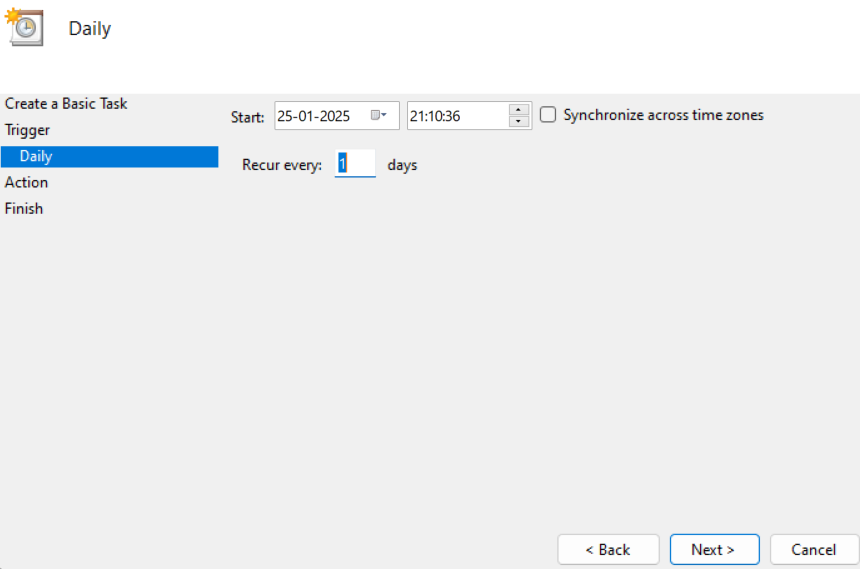 Daily
Create a Basic Task
Trigger
Daily
Action
Finish
Start: 25-01-2025 21:10:36 Synchronize across time zones
Recur every: 1 days
< Back Next > Cancel